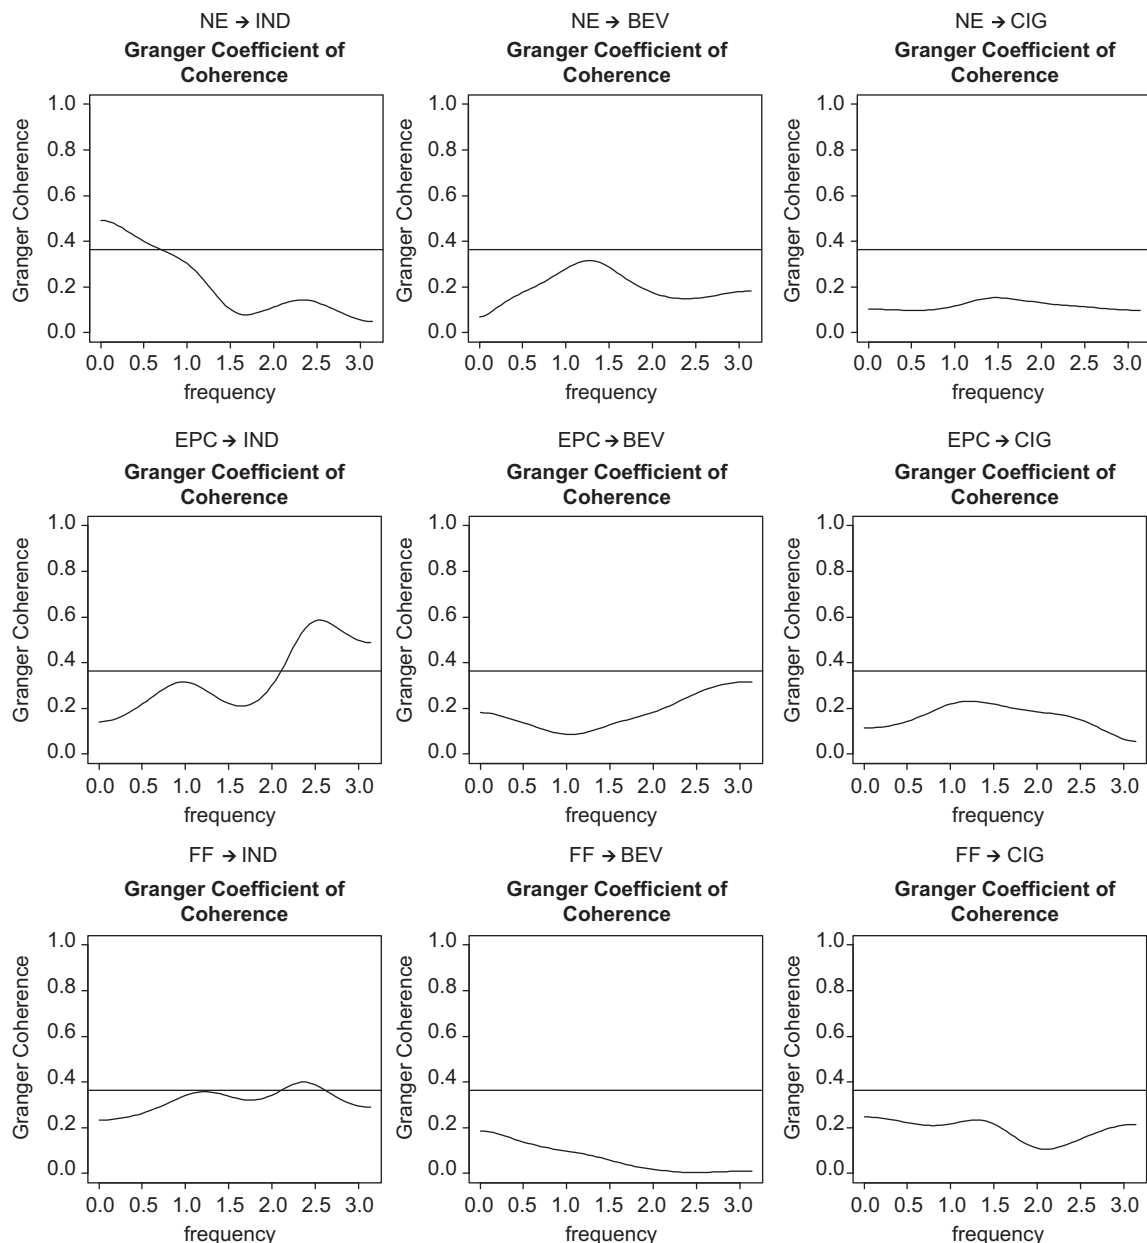 NE → IND
Granger Coefficient of
Coherence
Granger Coherence
1.0
0.8
0.6
0.4
0.2
0.0
0.0 0.5 1.0 1.5 2.0 2.5 3.0
frequency
NE → BEV
Granger Coefficient of
Coherence
Granger Coherence
1.0
0.8
0.6
0.4
0.2
0.0
0.0 0.5 1.0 1.5 2.0 2.5 3.0
frequency
NE → CIG
Granger Coefficient of
Coherence
Granger Coherence
1.0
0.8
0.6
0.4
0.2
0.0
0.0 0.5 1.0 1.5 2.0 2.5 3.0
frequency
EPC → IND
Granger Coefficient of
Coherence
Granger Coherence
1.0
0.8
0.6
0.4
0.2
0.0
0.0 0.5 1.0 1.5 2.0 2.5 3.0
frequency
EPC → BEV
Granger Coefficient of
Coherence
Granger Coherence
1.0
0.8
0.6
0.4
0.2
0.0
0.0 0.5 1.0 1.5 2.0 2.5 3.0
frequency
EPC → CIG
Granger Coefficient of
Coherence
Granger Coherence
1.0
0.8
0.6
0.4
0.2
0.0
0.0 0.5 1.0 1.5 2.0 2.5 3.0
frequency
FF → IND
Granger Coefficient of
Coherence
Granger Coherence
1.0
0.8
0.6
0.4
0.2
0.0
0.0 0.5 1.0 1.5 2.0 2.5 3.0
frequency
FF → BEV
Granger Coefficient of
Coherence
Granger Coherence
1.0
0.8
0.6
0.4
0.2
0.0
0.0 0.5 1.0 1.5 2.0 2.5 3.0
frequency
FF → CIG
Granger Coefficient of
Coherence
Granger Coherence
1.0
0.8
0.6
0.4
0.2
0.0
0.0 0.5 1.0 1.5 2.0 2.5 3.0
frequency